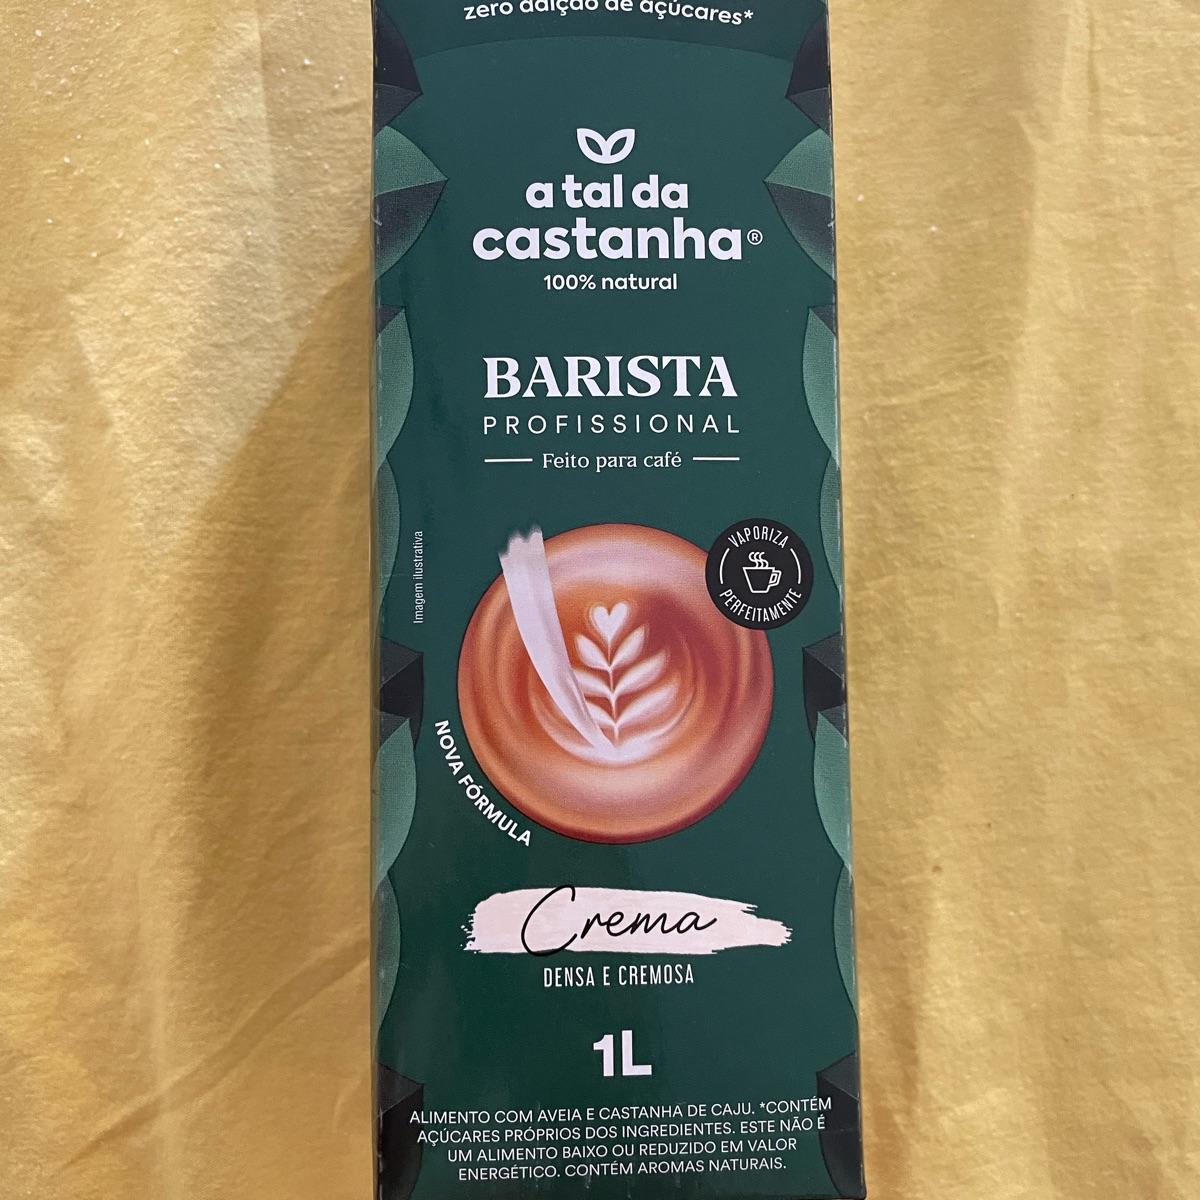 zero adição de açúcares*
a tal da
castanha®
100% natural
BARISTA
PROFISSIONAL
Feito para café
Imagem ilustrativa
VAPORIZA
PERFEITAMENTE
NOVA FÓRMULA
Crema
DENSA E CREMOSA
1L
ALIMENTO COM AVEIA E CASTANHA DE CAJU. *CONTÉM
AÇÚCARES PRÓPRIOS DOS INGREDIENTES. ESTE NÃO É
UM ALIMENTO BAIXO OU REDUZIDO EM VALOR
ENERGÉTICO. CONTÉM AROMAS NATURAIS.